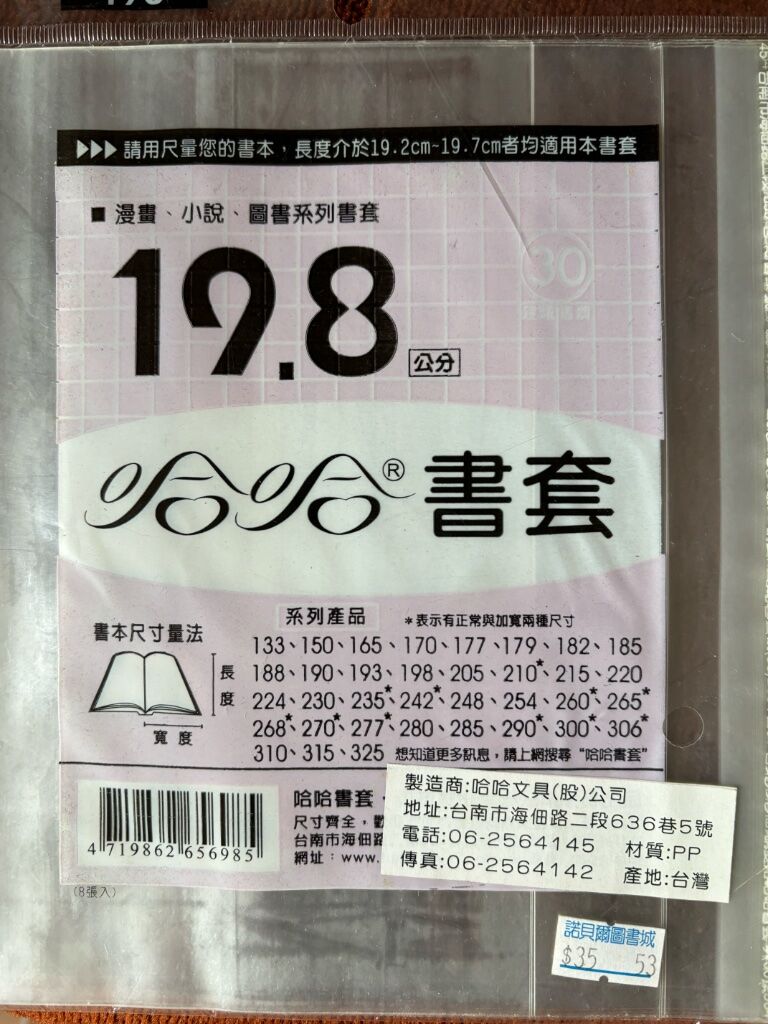 ▶▶▶ 請用尺量您的書本，長度介於19.2cm~19.7cm者均適用本書套
■ 漫畫、小說、圖書系列書套
30
19.8 公分
哈哈® 書套
系列產品 *表示有正常與加寬兩種尺寸
書本尺寸量法
長度
寬度
133、150、165、170、177、179、182、185
188、190、193、198、205、210*、215、220
224、230、235*、242*、248、254、260*、265*
268*、270*、277*、280、285、290*、300*、306*
310、315、325 想知道更多訊息，請上網搜尋“哈哈書套”
4 719862 656985
哈哈書套
尺寸齊全，
台南市海佃路
網址：www.
(8張入)
製造商:哈哈文具(股)公司
地址:台南市海佃路二段636巷5號
電話:06-2564145 材質:PP
傳真:06-2564142 產地:台灣
諾貝爾圖書城
$35 53